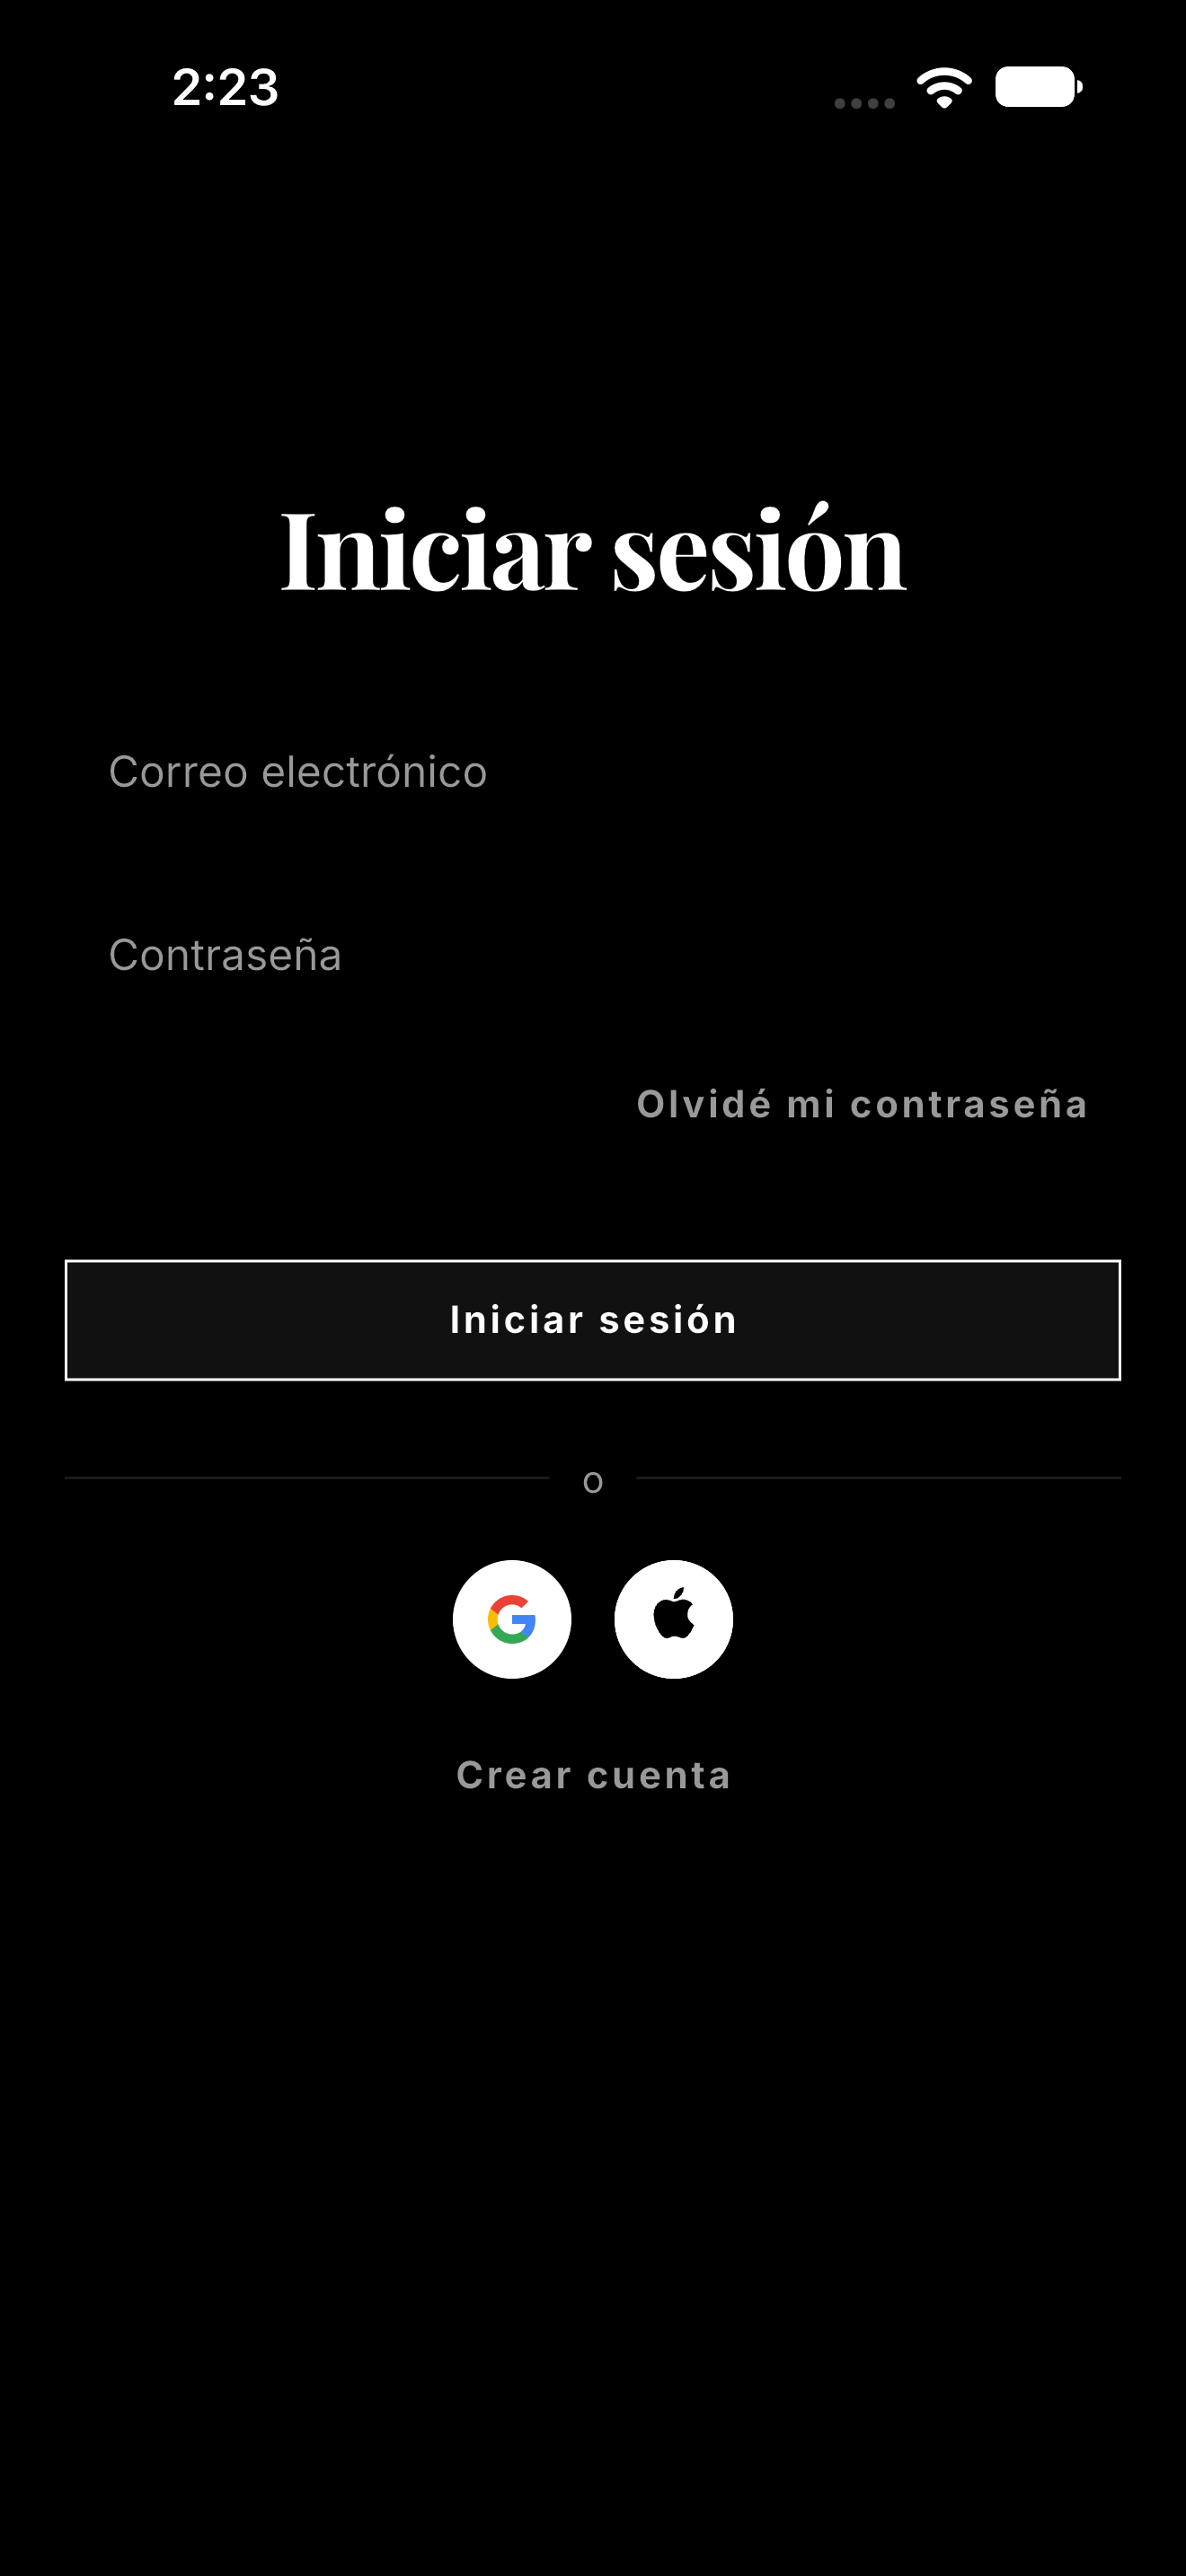 2:23
Iniciar sesión
Correo electrónico
Contraseña
Olvidé mi contraseña
Iniciar sesión
o
Crear cuenta